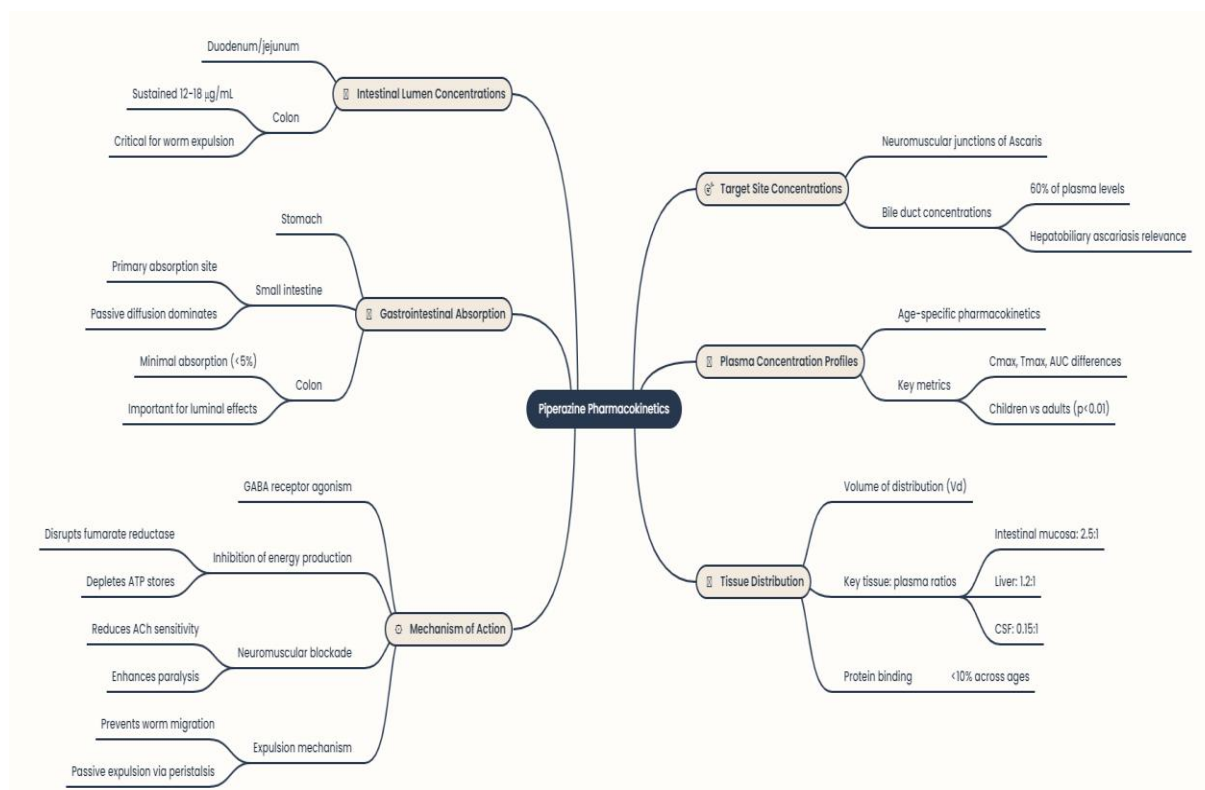 Piperazine Pharmacokinetics
Intestinal Lumen Concentrations
Duodenum/jejunum
Colon
Sustained 12-18 μg/mL
Critical for worm expulsion
Gastrointestinal Absorption
Stomach
Small intestine
Primary absorption site
Passive diffusion dominates
Colon
Minimal absorption (<5%)
Important for luminal effects
Mechanism of Action
GABA receptor agonism
Inhibition of energy production
Disrupts fumarate reductase
Depletes ATP stores
Neuromuscular blockade
Reduces ACh sensitivity
Enhances paralysis
Expulsion mechanism
Prevents worm migration
Passive expulsion via peristalsis
Target Site Concentrations
Neuromuscular junctions of Ascaris
Bile duct concentrations
60% of plasma levels
Hepatobiliary ascariasis relevance
Plasma Concentration Profiles
Age-specific pharmacokinetics
Key metrics
Cmax, Tmax, AUC differences
Children vs adults (p<0.01)
Tissue Distribution
Volume of distribution (Vd)
Key tissue: plasma ratios
Intestinal mucosa: 2.5:1
Liver: 1.2:1
CSF: 0.15:1
Protein binding
<10% across ages